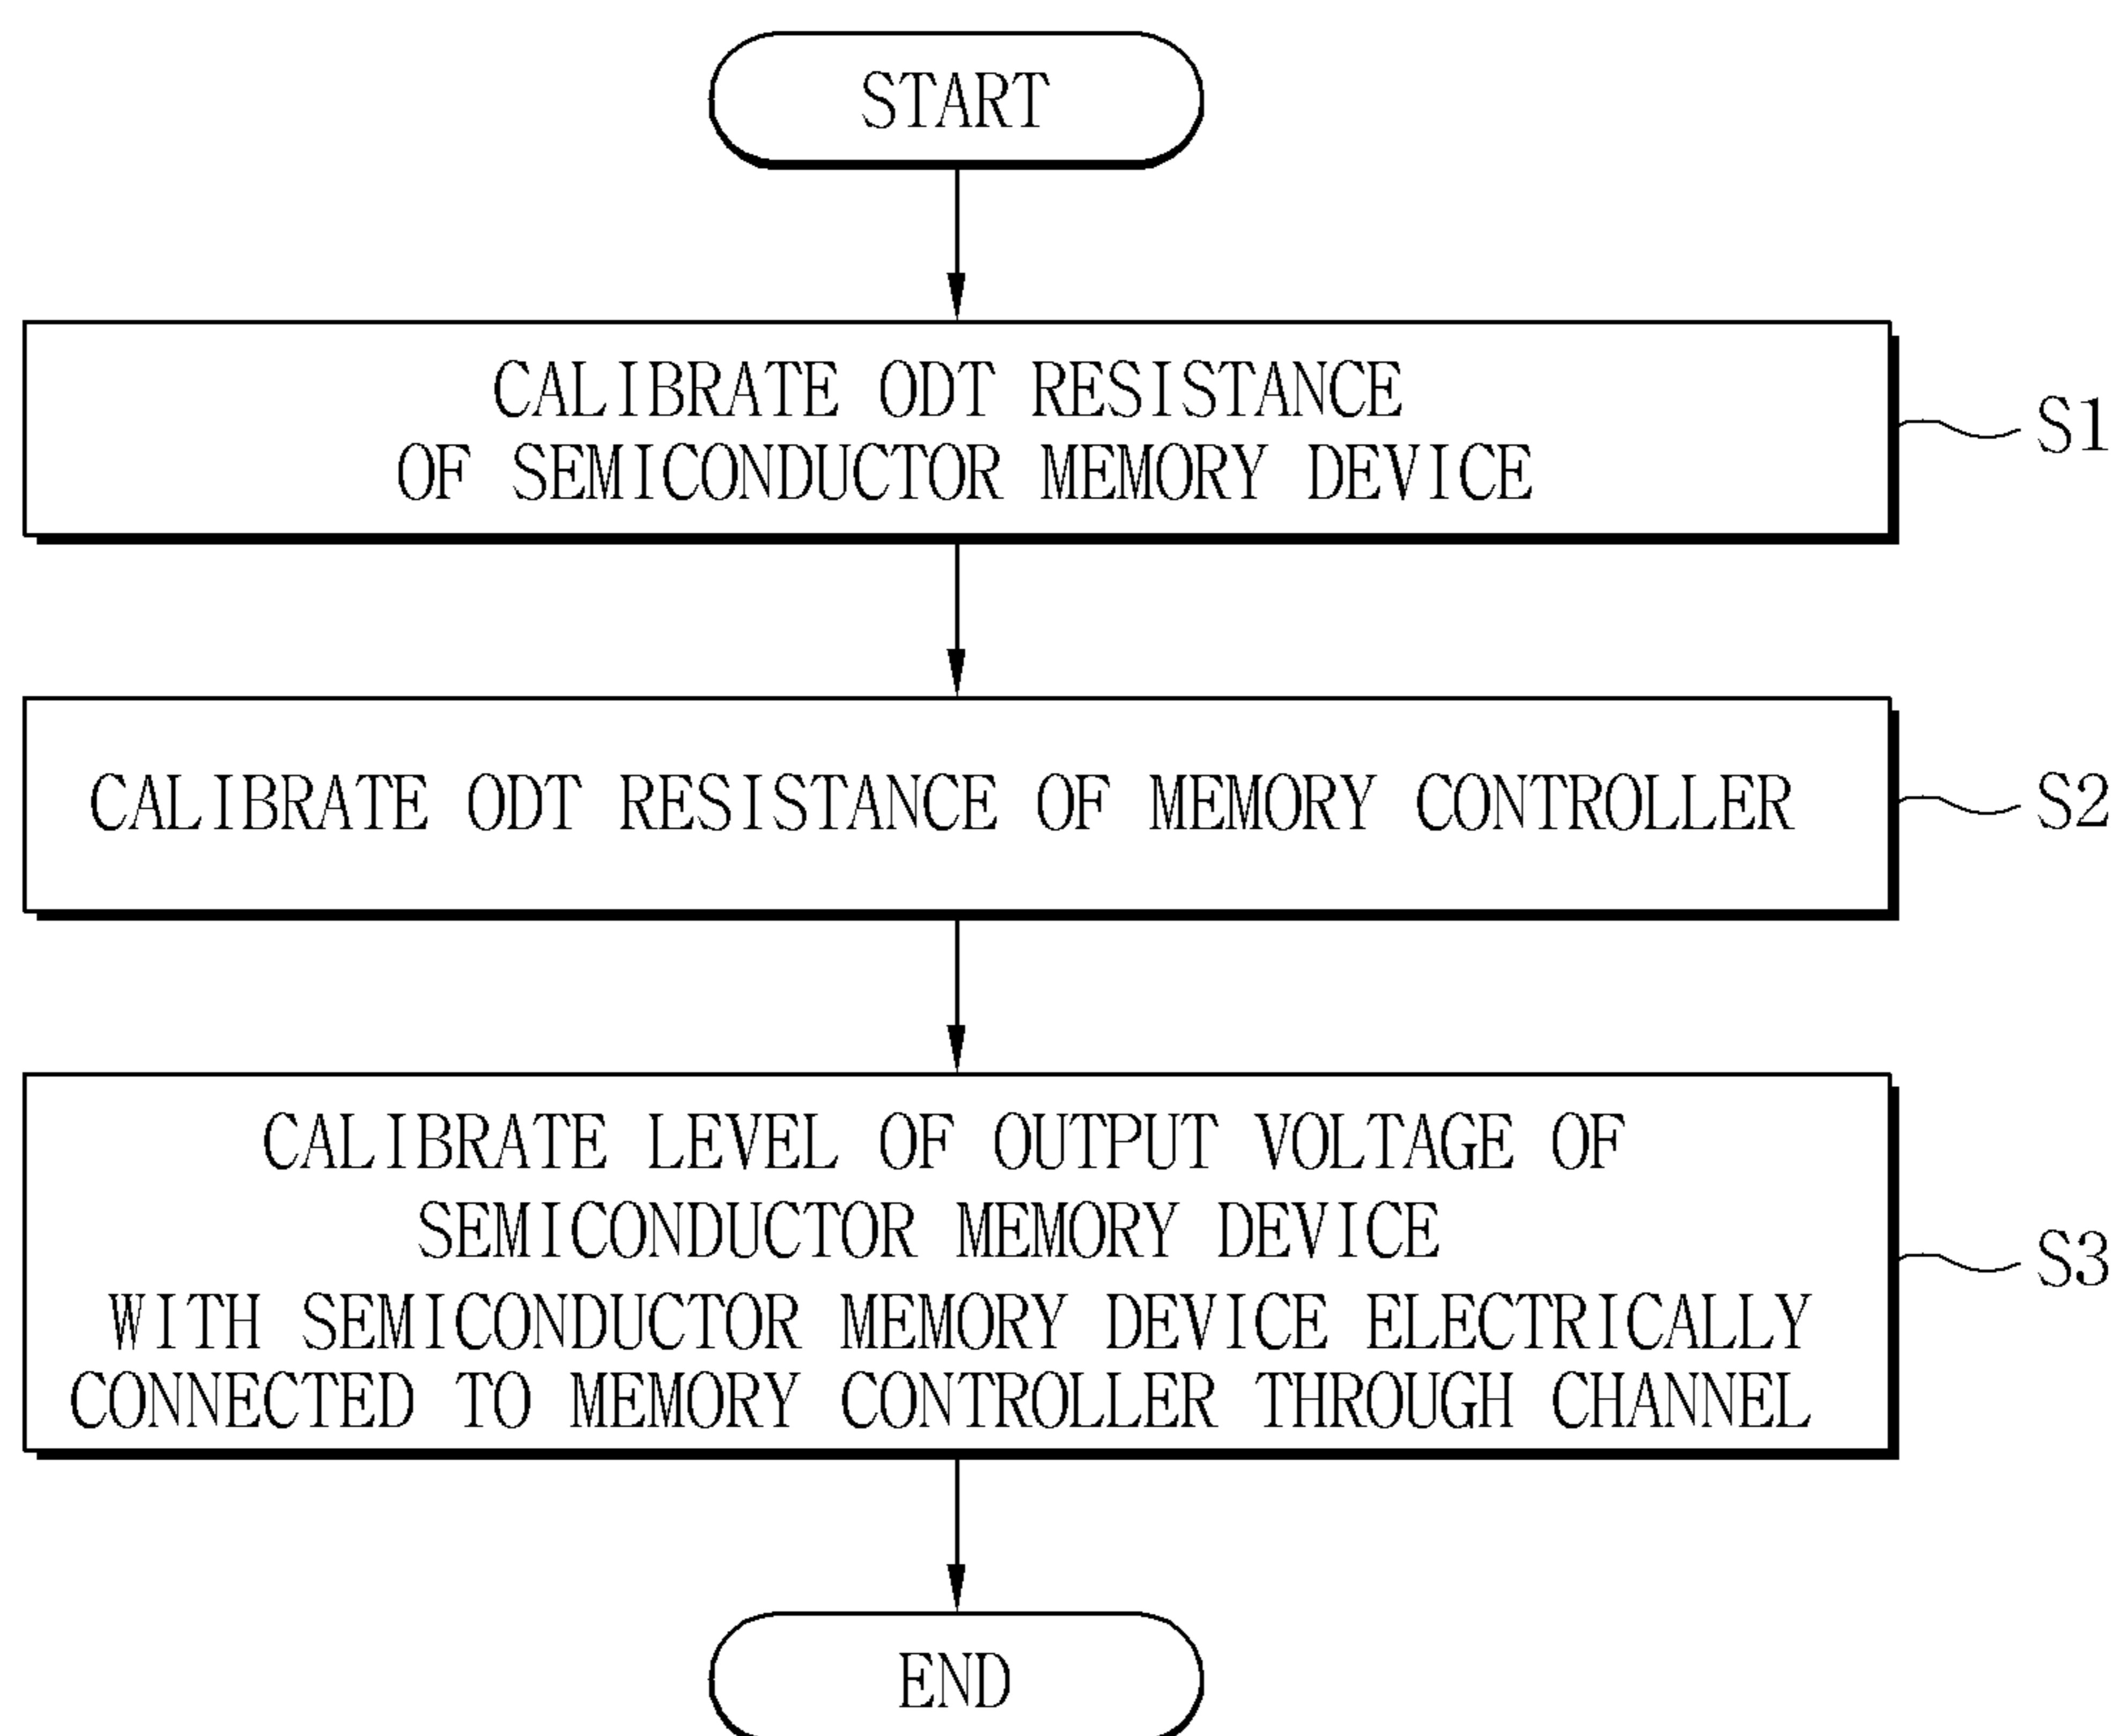 START
CALIBRATE ODT RESISTANCE
OF SEMICONDUCTOR MEMORY DEVICE
S1
CALIBRATE ODT RESISTANCE OF MEMORY CONTROLLER
S2
CALIBRATE LEVEL OF OUTPUT VOLTAGE OF
SEMICONDUCTOR MEMORY DEVICE
WITH SEMICONDUCTOR MEMORY DEVICE ELECTRICALLY
CONNECTED TO MEMORY CONTROLLER THROUGH CHANNEL
S3
END